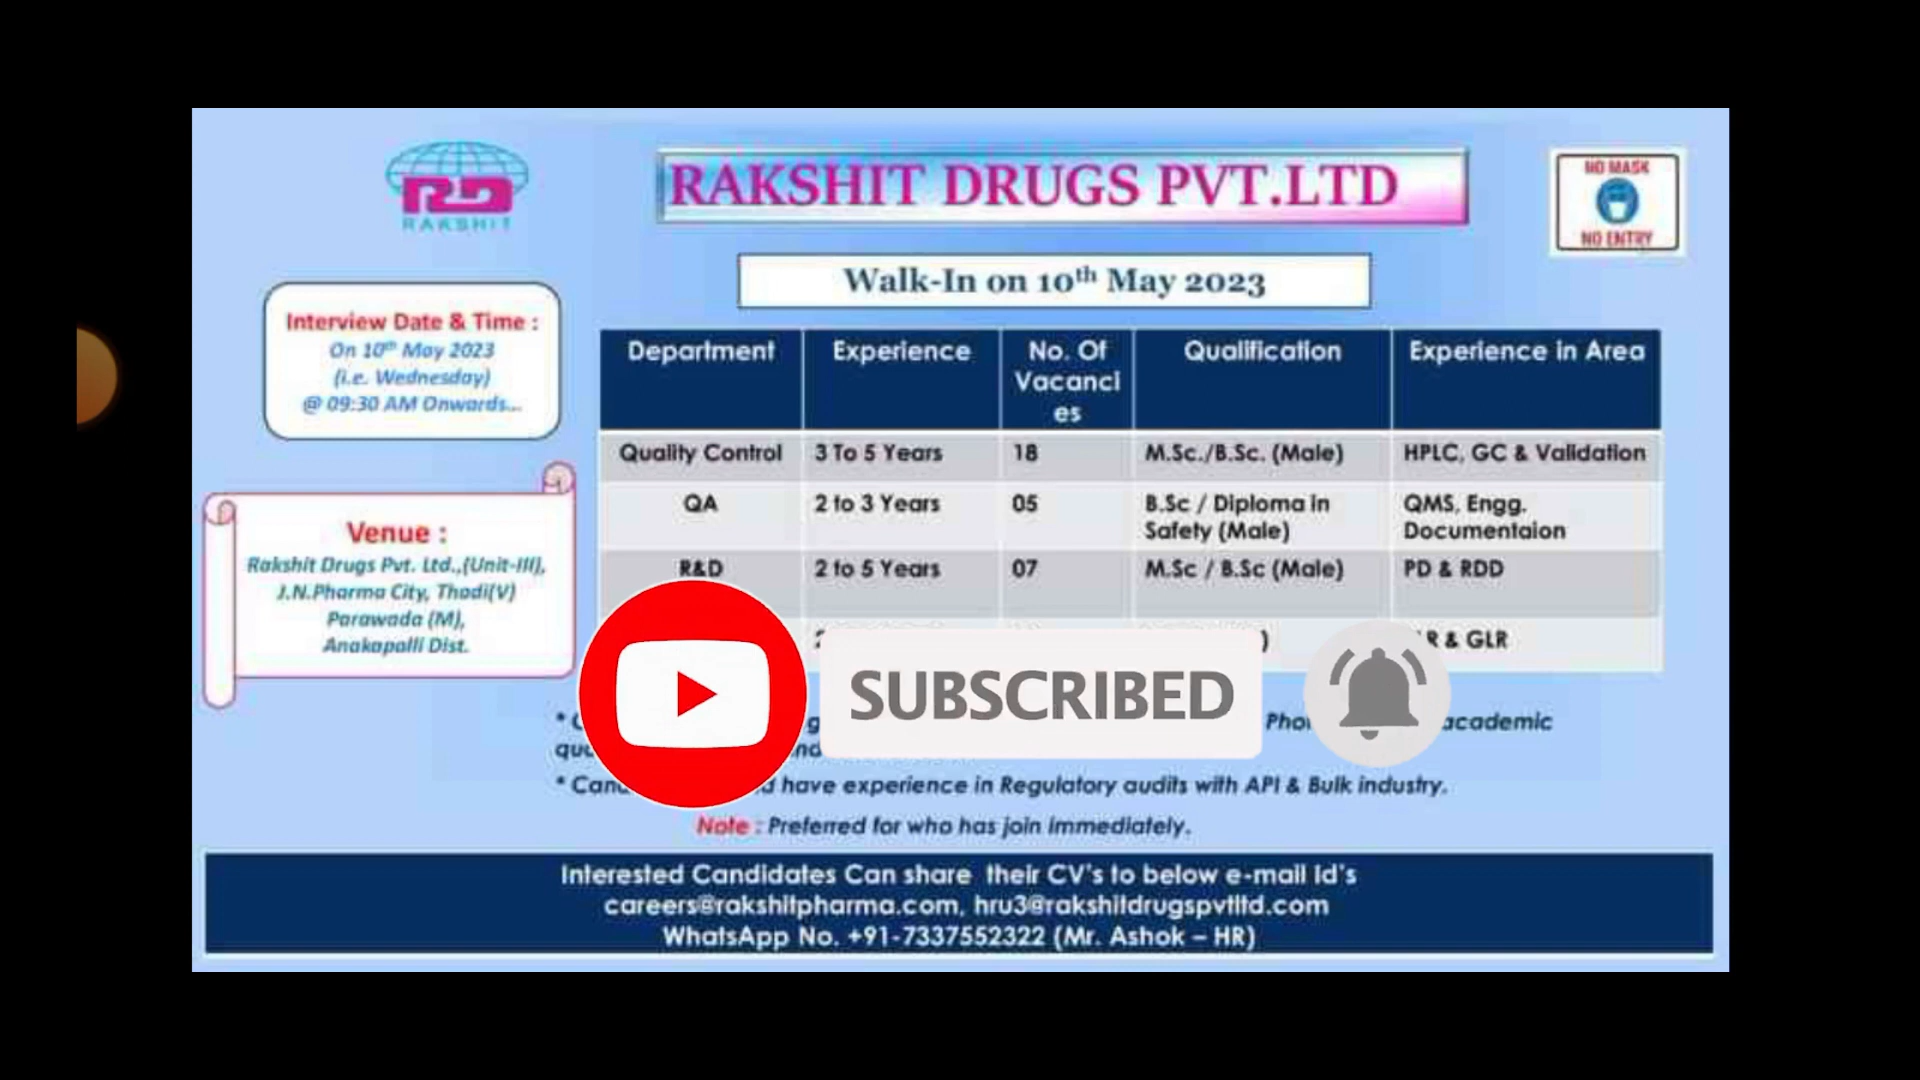 RAKSHIT
RAKSHIT DRUGS PVT.LTD
NO MASK
NO ENTRY
Walk-In on 10th May 2023
Interview Date & Time :
On 10th May 2023
(i.e. Wednesday)
@ 09:30 AM Onwards...
Venue :
Rakshit Drugs Pvt. Ltd.,(Unit-III),
J.N.Pharma City, Thadi(V)
Parawada (M),
Anakapalli Dist.
Department Experience No. Of Vacancies Qualification Experience in Area
Quality Control 3 To 5 Years 18 M.Sc./B.Sc. (Male) HPLC, GC & Validation
QA 2 to 3 Years 05 B.Sc / Diploma in QMS, Engg.
Safety (Male) Documentaion
R&D 2 to 5 Years 07 M.Sc / B.Sc (Male) PD & RDD
& GLR
SUBSCRIBED
academic
have experience in Regulatory audits with API & Bulk industry.
Note : Preferred for who has join immediately.
Interested Candidates Can share their CV's to below e-mail id's
careers@rakshitpharma.com, hru3@rakshitdrugspvtltd.com
WhatsApp No. +91-7337552322 (Mr. Ashok – HR)